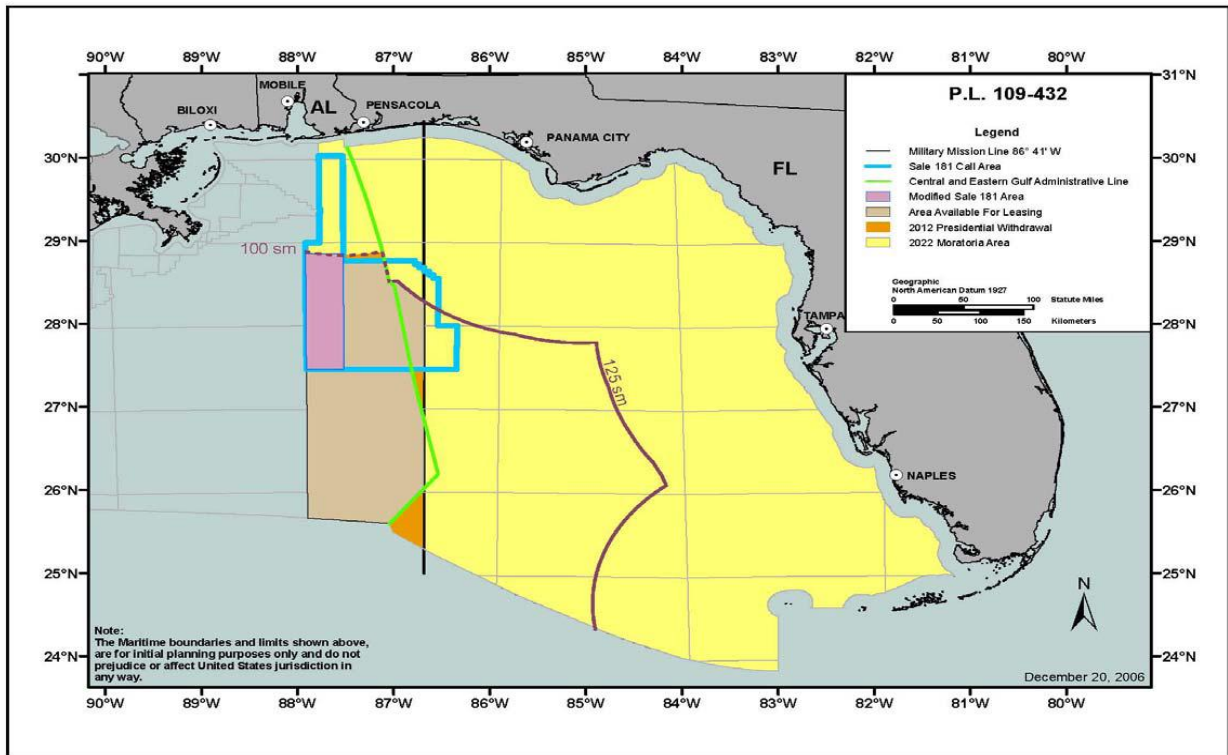 90°W 89°W 88°W 87°W 86°W 85°W 84°W 83°W 82°W 81°W 80°W
31°N
30°N
29°N
28°N
27°N
26°N
25°N
24°N
MOBILE
AL
BILOXI
PENSACOLA
PANAMA CITY
FL
100 sm
125 sm
TAMPA
NAPLES
P.L. 109-432
Legend
Military Mission Line 86° 41' W
Sale 181 Call Area
Central and Eastern Gulf Administrative Line
Modified Sale 181 Area
Area Available For Leasing
2012 Presidential Withdrawal
2022 Moratoria Area
Geographic
North American Datum 1927
0 50 100 Statute Miles
0 50 100 150 Kilometers
31°N
30°N
29°N
28°N
27°N
26°N
25°N
24°N
N
Note:
The Maritime boundaries and limits shown above,
are for initial planning purposes only and do not
prejudice or affect United States jurisdiction in
any way.
December 20, 2006
90°W 89°W 88°W 87°W 86°W 85°W 84°W 83°W 82°W 81°W 80°W